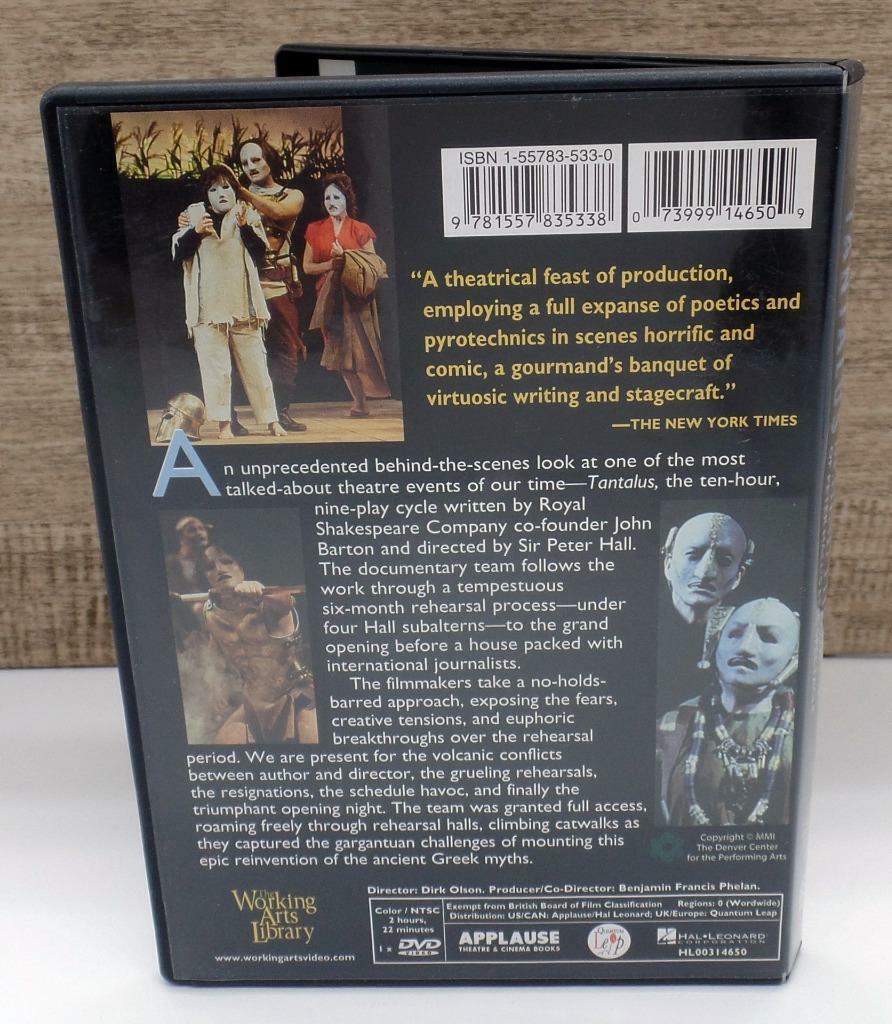 ISBN 1-55783-533-0
9 781557 835338
0 73999 14650 9
“A theatrical feast of production,
employing a full expanse of poetics and
pyrotechnics in scenes horrific and
comic, a gourmand’s banquet of
virtuosic writing and stagecraft.”
—THE NEW YORK TIMES
An unprecedented behind-the-scenes look at one of the most
talked-about theatre events of our time—Tantalus, the ten-hour,
nine-play cycle written by Royal
Shakespeare Company co-founder John
Barton and directed by Sir Peter Hall.
The documentary team follows the
work through a tempestuous
six-month rehearsal process—under
four Hall subalterns—to the grand
opening before a house packed with
international journalists.
The filmmakers take a no-holds-
barred approach, exposing the fears,
creative tensions, and euphoric
breakthroughs over the rehearsal
period. We are present for the volcanic conflicts
between author and director, the grueling rehearsals,
the resignations, the schedule havoc, and finally the
triumphant opening night. The team was granted full access,
roaming freely through rehearsal halls, climbing catwalks as
they captured the gargantuan challenges of mounting this
epic reinvention of the ancient Greek myths.
Copyright © MMI
The Denver Center
for the Performing Arts
Director: Dirk Olson. Producer/Co-Director: Benjamin Francis Phelan.
The
Working
Arts
Library
www.workingartsvideo.com
Color / NTSC
2 hours,
22 minutes
1 x DVD
VIDEO
Exempt from British Board of Film Classification Regions: 0 (Wordwide)
Distribution: US/CAN: Applause/Hal Leonard; UK/Europe: Quantum Leap
APPLAUSE
THEATRE & CINEMA BOOKS
QUANTUM
Leap
HAL•LEONARD
CORPORATION
HL00314650